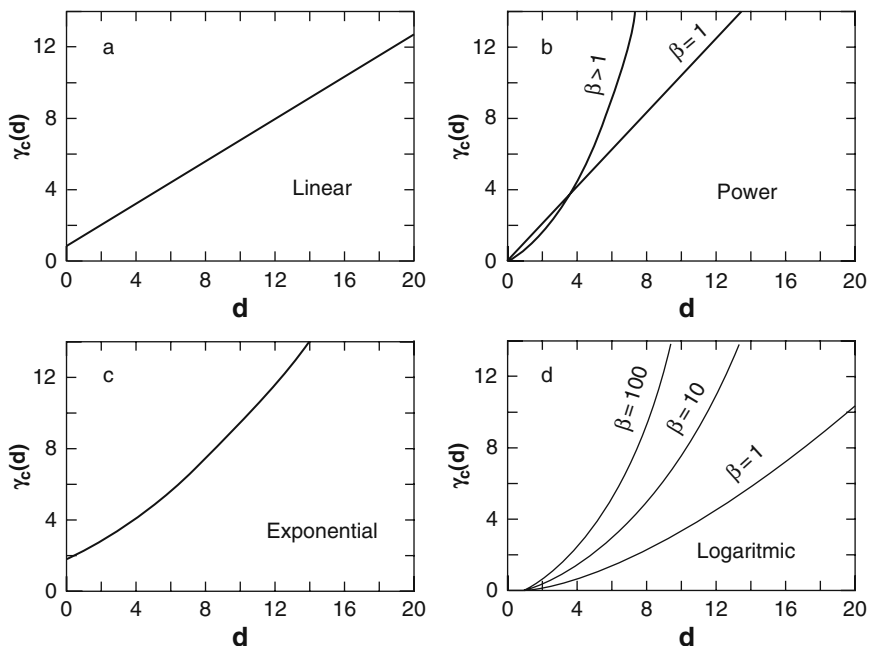 a
12
8
4
0
γc(d)
Linear
0 4 8 12 16 20
d
b
β>1
β=1
12
8
4
0
γc(d)
Power
0 4 8 12 16 20
d
c
12
8
4
0
γc(d)
Exponential
0 4 8 12 16 20
d
d
β=100
β=10
β=1
12
8
4
0
γc(d)
Logaritmic
0 4 8 12 16 20
d